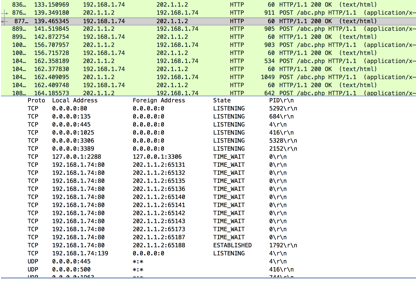 836… 133.150969 192.168.1.74 202.1.1.2 HTTP 60 HTTP/1.1 200 OK (text/html)
876… 139.349180 202.1.1.2 192.168.1.74 HTTP 911 POST /abc.php HTTP/1.1 (application/x-
877… 139.465345 192.168.1.74 202.1.1.2 HTTP 60 HTTP/1.1 200 OK (text/html)
889… 141.519845 202.1.1.2 192.168.1.74 HTTP 905 POST /abc.php HTTP/1.1 (application/x-
899… 142.872754 192.168.1.74 202.1.1.2 HTTP 60 HTTP/1.1 200 OK (text/html)
982… 156.707957 202.1.1.2 192.168.1.74 HTTP 903 POST /abc.php HTTP/1.1 (application/x-
982… 156.715728 192.168.1.74 202.1.1.2 HTTP 60 HTTP/1.1 200 OK (text/html)
100… 162.358189 202.1.1.2 192.168.1.74 HTTP 534 POST /abc.php HTTP/1.1 (application/x-
100… 162.377830 192.168.1.74 202.1.1.2 HTTP 60 HTTP/1.1 200 OK (text/html)
100… 162.409095 202.1.1.2 192.168.1.74 HTTP 1049 POST /abc.php HTTP/1.1 (application/x-
100… 162.409748 192.168.1.74 202.1.1.2 HTTP 60 HTTP/1.1 200 OK (text/html)
108… 164.185573 202.1.1.2 192.168.1.74 HTTP 642 POST /abc.php HTTP/1.1 (application/x-
Proto Local Address Foreign Address State PID\r\n
TCP 0.0.0.0:80 0.0.0.0:0 LISTENING 5292\r\n
TCP 0.0.0.0:135 0.0.0.0:0 LISTENING 684\r\n
TCP 0.0.0.0:445 0.0.0.0:0 LISTENING 4\r\n
TCP 0.0.0.0:1025 0.0.0.0:0 LISTENING 416\r\n
TCP 0.0.0.0:3306 0.0.0.0:0 LISTENING 5328\r\n
TCP 0.0.0.0:3389 0.0.0.0:0 LISTENING 2152\r\n
TCP 127.0.0.1:2288 127.0.0.1:3306 TIME_WAIT 0\r\n
TCP 192.168.1.74:80 202.1.1.2:65131 TIME_WAIT 0\r\n
TCP 192.168.1.74:80 202.1.1.2:65132 TIME_WAIT 0\r\n
TCP 192.168.1.74:80 202.1.1.2:65135 TIME_WAIT 0\r\n
TCP 192.168.1.74:80 202.1.1.2:65136 TIME_WAIT 0\r\n
TCP 192.168.1.74:80 202.1.1.2:65140 TIME_WAIT 0\r\n
TCP 192.168.1.74:80 202.1.1.2:65141 TIME_WAIT 0\r\n
TCP 192.168.1.74:80 202.1.1.2:65142 TIME_WAIT 0\r\n
TCP 192.168.1.74:80 202.1.1.2:65143 TIME_WAIT 0\r\n
TCP 192.168.1.74:80 202.1.1.2:65173 TIME_WAIT 0\r\n
TCP 192.168.1.74:80 202.1.1.2:65187 TIME_WAIT 0\r\n
TCP 192.168.1.74:80 202.1.1.2:65188 ESTABLISHED 1792\r\n
TCP 192.168.1.74:139 0.0.0.0:0 LISTENING 4\r\n
UDP 0.0.0.0:445 *:* 4\r\n
UDP 0.0.0.0:500 *:* 416\r\n